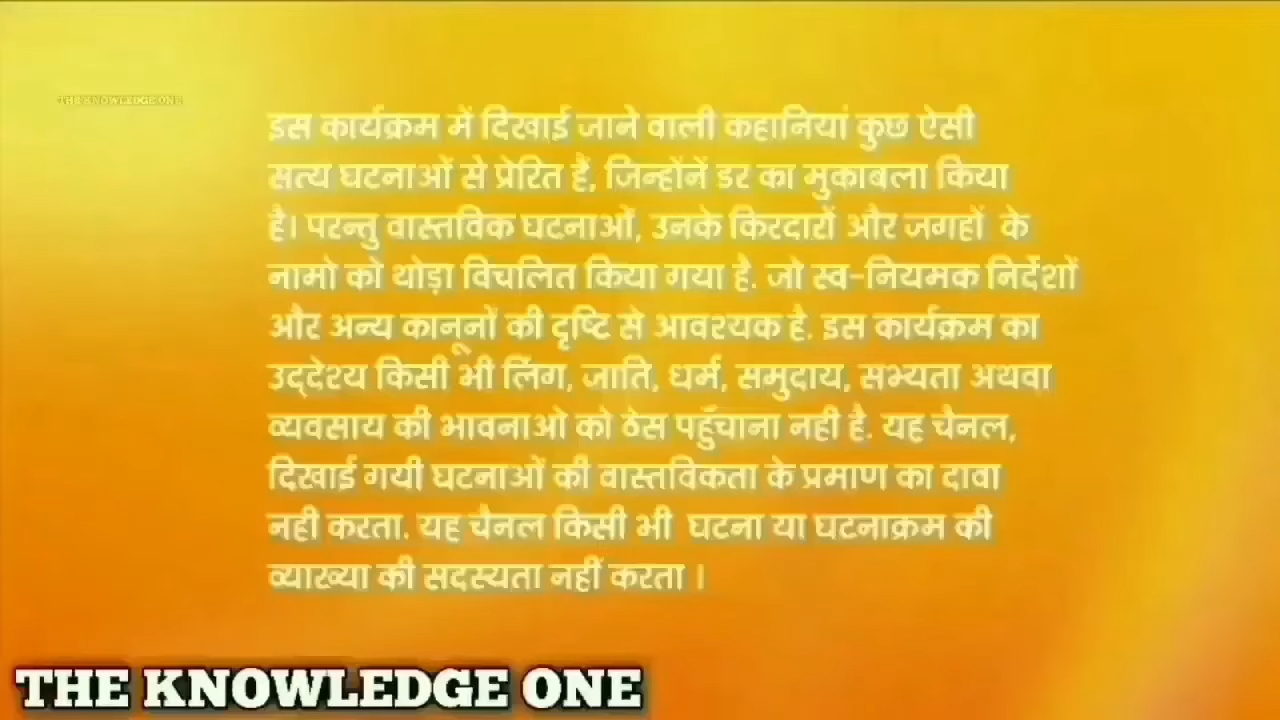 THE KNOWLEDGE ONE
इस कार्यक्रम में दिखाई जाने वाली कहानियां कुछ ऐसी
सत्य घटनाओं से प्रेरित हैं, जिन्होंनें डर का मुकाबला किया
है। परन्तु वास्तविक घटनाओं, उनके किरदारों और जगहों के
नामो को थोड़ा विचलित किया गया है. जो स्व-नियमक निर्देशों
और अन्य कानूनों की दृष्टि से आवश्यक है. इस कार्यक्रम का
उद्देश्य किसी भी लिंग, जाति, धर्म, समुदाय, सभ्यता अथवा
व्यवसाय की भावनाओ को ठेस पहुँचाना नही है. यह चैनल,
दिखाई गयी घटनाओं की वास्तविकता के प्रमाण का दावा
नही करता. यह चैनल किसी भी घटना या घटनाक्रम की
व्याख्या की सदस्यता नहीं करता ।
THE KNOWLEDGE ONE